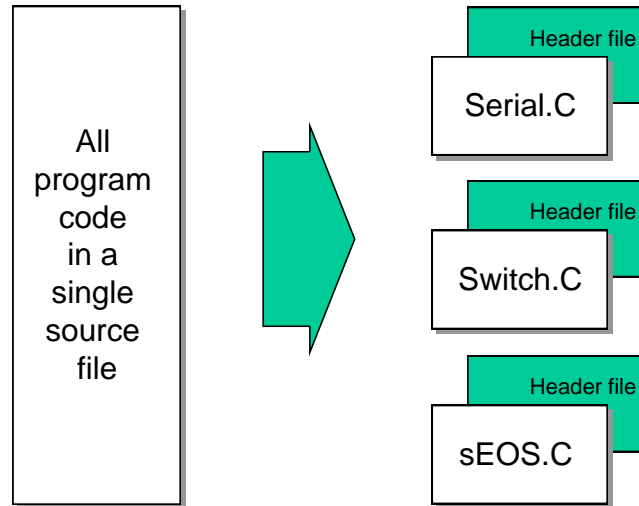 All
program
code
in a
single
source
file
Header file
Serial.C
Header file
Switch.C
Header file
sEOS.C